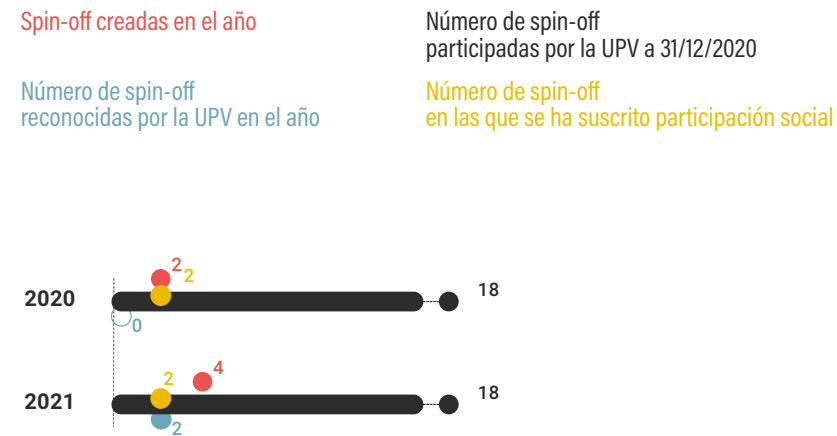 Spin-off creadas en el año
Número de spin-off
participadas por la UPV a 31/12/2020
Número de spin-off
reconocidas por la UPV en el año
Número de spin-off
en las que se ha suscrito participación social
2
2
2020
18
0
4
2
2021
18
2